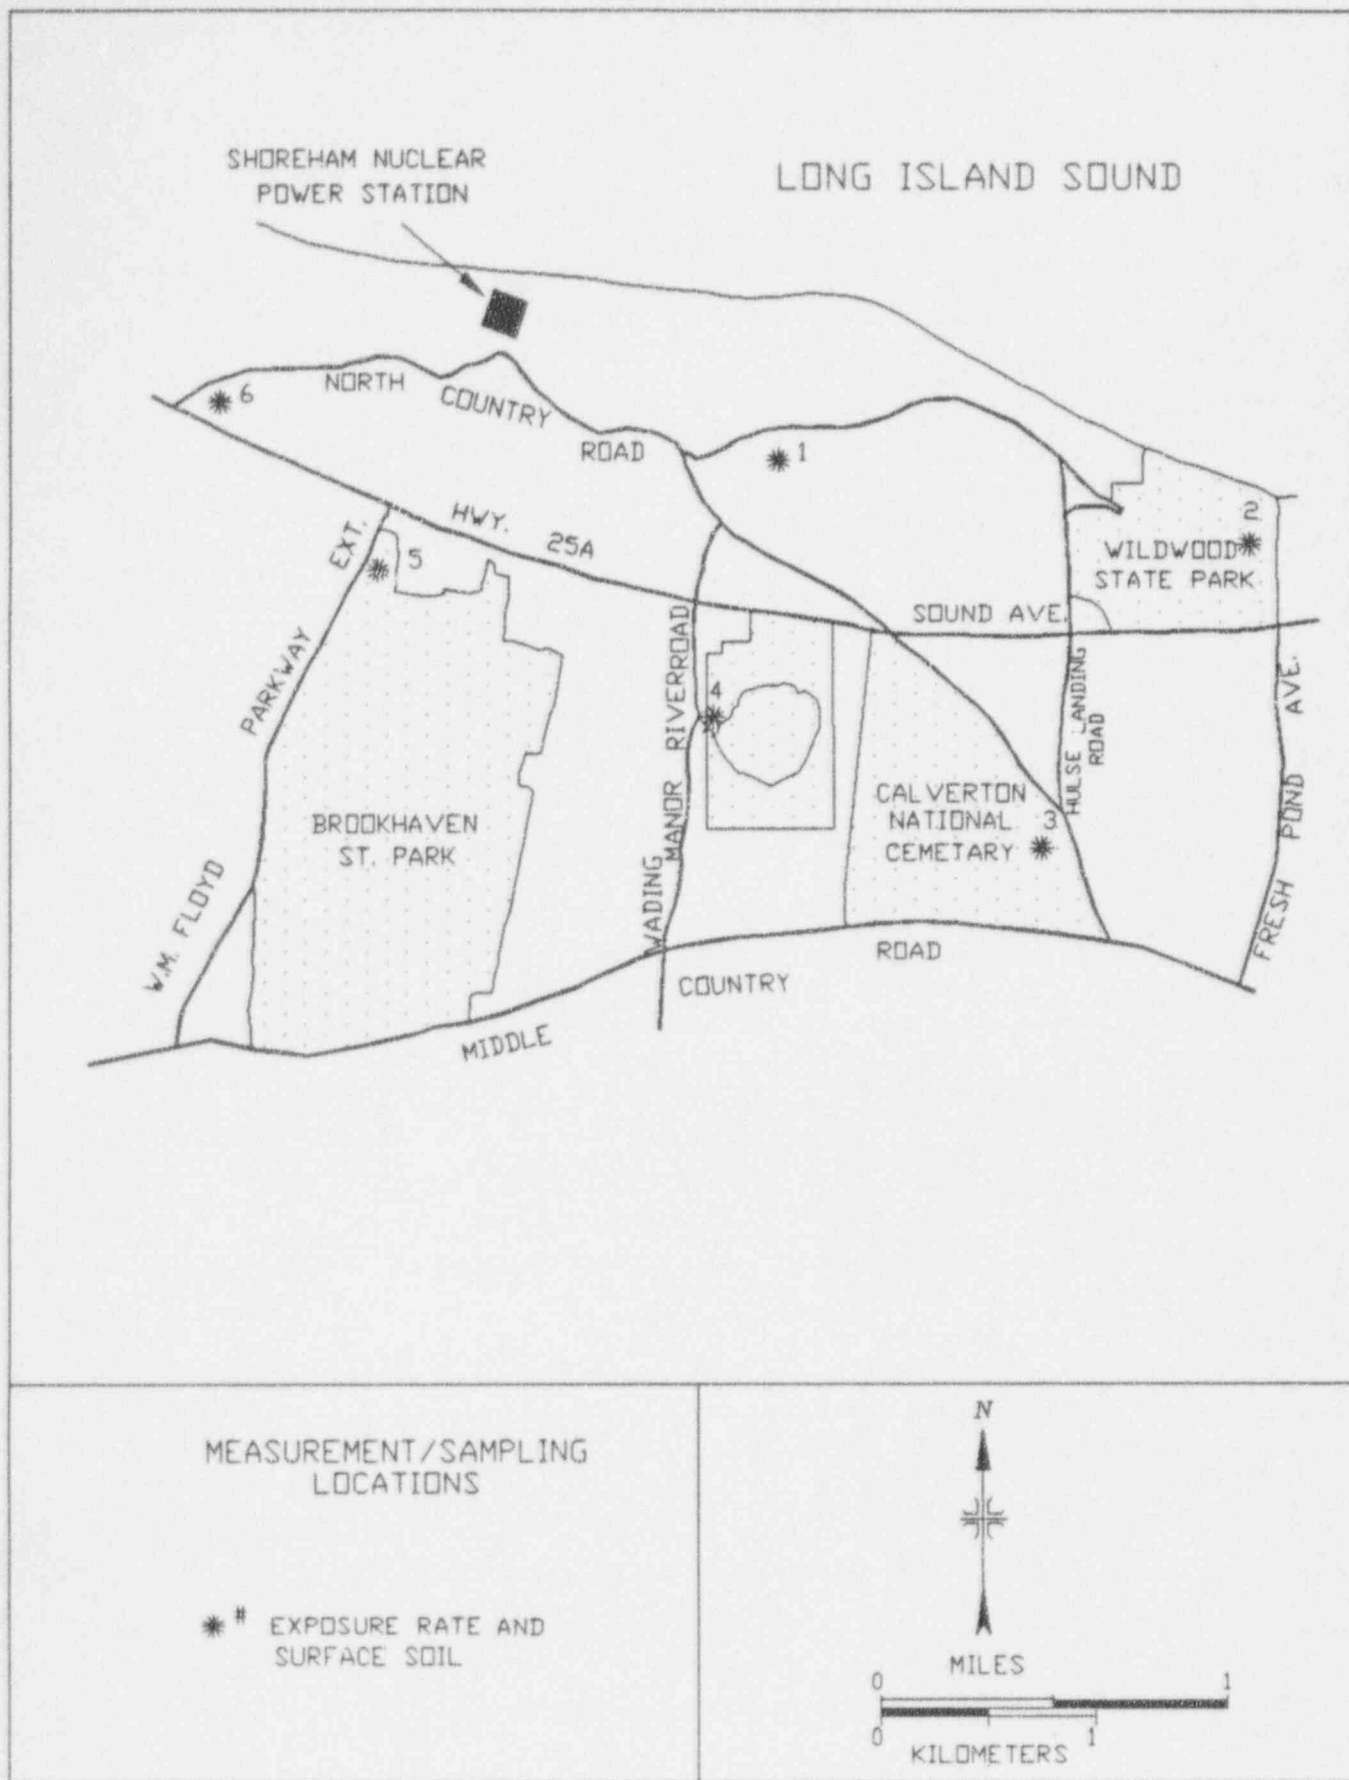 SHOREHAM NUCLEAR
POWER STATION
LONG ISLAND SOUND
NORTH
COUNTRY
ROAD
6
1
HWY.
25A
EXT.
5
2
WILDWOOD
STATE PARK
SOUND AVE.
PARKWAY
4
WADING
MANOR
RIVERROAD
HULSE LANDING
ROAD
FRESH POND AVE.
CALVERTON
NATIONAL
CEMETARY
3
BROOKHAVEN
ST. PARK
W.M. FLOYD
ROAD
COUNTRY
MIDDLE
MEASUREMENT/SAMPLING
LOCATIONS
# EXPOSURE RATE AND
SURFACE SOIL
N
MILES
0 1
0 1
KILOMETERS